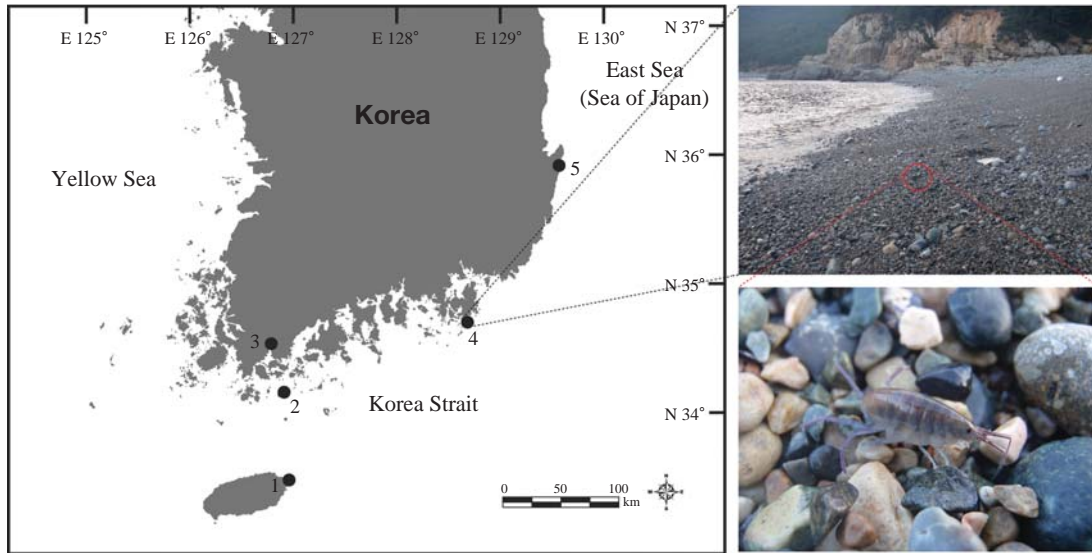 E 125°
E 126°
E 127°
E 128°
E 129°
E 130°
N 37°
East Sea
(Sea of Japan)
Korea
N 36°
5
Yellow Sea
N 35°
4
3
2
Korea Strait
N 34°
1
0 50 100
km